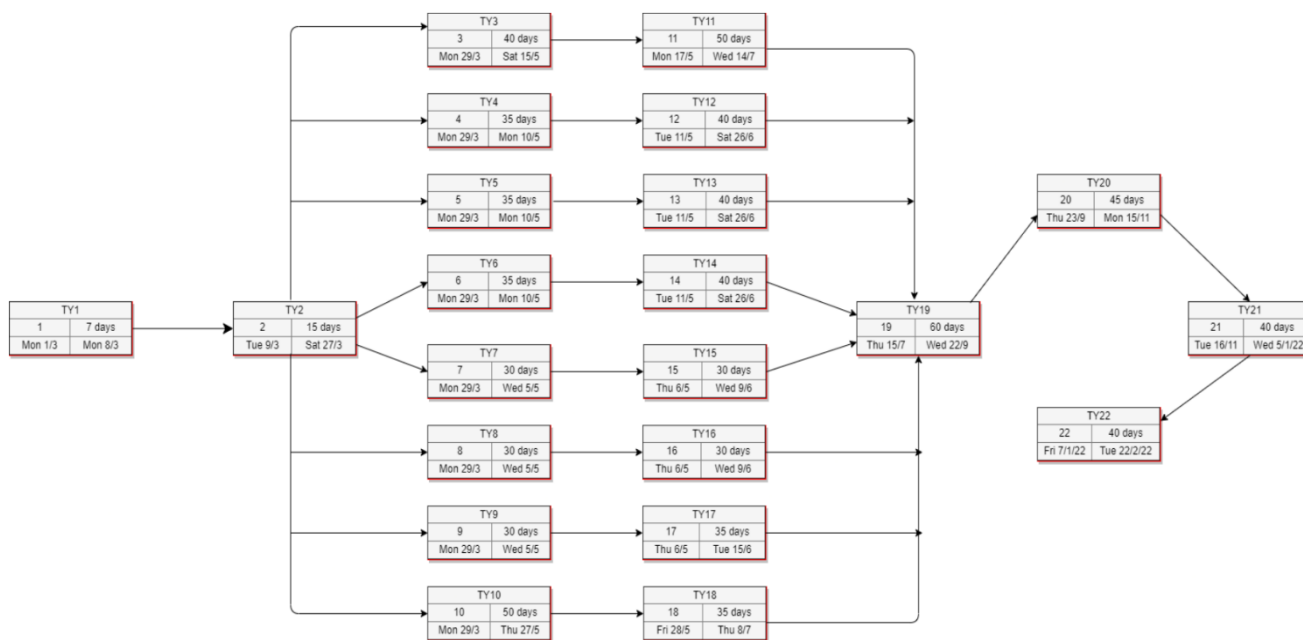 TY3
3 40 days
Mon 29/3 Sat 15/5
TY11
11 50 days
Mon 17/5 Wed 14/7
TY4
4 35 days
Mon 29/3 Mon 10/5
TY12
12 40 days
Tue 11/5 Sat 26/6
TY5
5 35 days
Mon 29/3 Mon 10/5
TY13
13 40 days
Tue 11/5 Sat 26/6
TY20
20 45 days
Thu 23/9 Mon 15/11
TY6
6 35 days
Mon 29/3 Mon 10/5
TY14
14 40 days
Tue 11/5 Sat 26/6
TY1
1 7 days
Mon 1/3 Mon 8/3
TY2
2 15 days
Tue 9/3 Sat 27/3
TY19
19 60 days
Thu 15/7 Wed 22/9
TY21
21 40 days
Tue 16/11 Wed 5/1/22
TY7
7 30 days
Mon 29/3 Wed 5/5
TY15
15 30 days
Thu 6/5 Wed 9/6
TY22
22 40 days
Fri 7/1/22 Tue 22/2/22
TY8
8 30 days
Mon 29/3 Wed 5/5
TY16
16 30 days
Thu 6/5 Wed 9/6
TY9
9 30 days
Mon 29/3 Wed 5/5
TY17
17 35 days
Thu 6/5 Tue 15/6
TY10
10 50 days
Mon 29/3 Thu 27/5
TY18
18 35 days
Fri 28/5 Thu 8/7